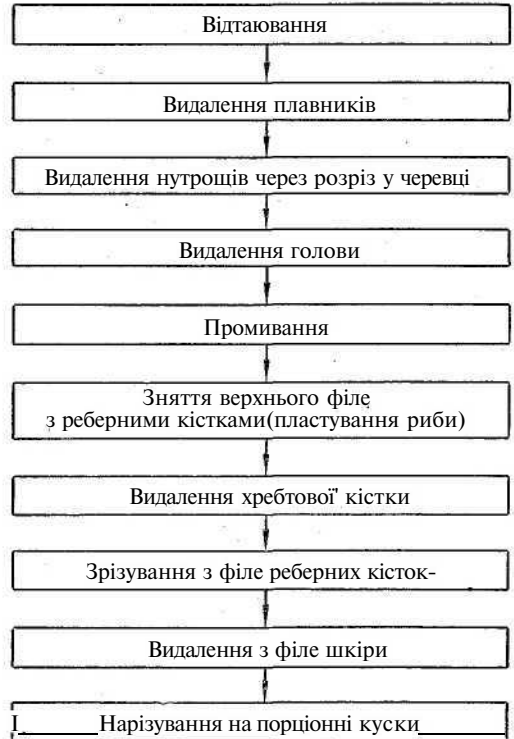 Відтаювання
Видалення плавників
Видалення нутрощів через розріз у черевці
Видалення голови
Промивання
Зняття верхнього філе
з реберними кістками(пластування риби)
Видалення хребтової' кістки
Зрізування з філе реберних кісток-
Видалення з філе шкіри
I Нарізування на порціонні куски